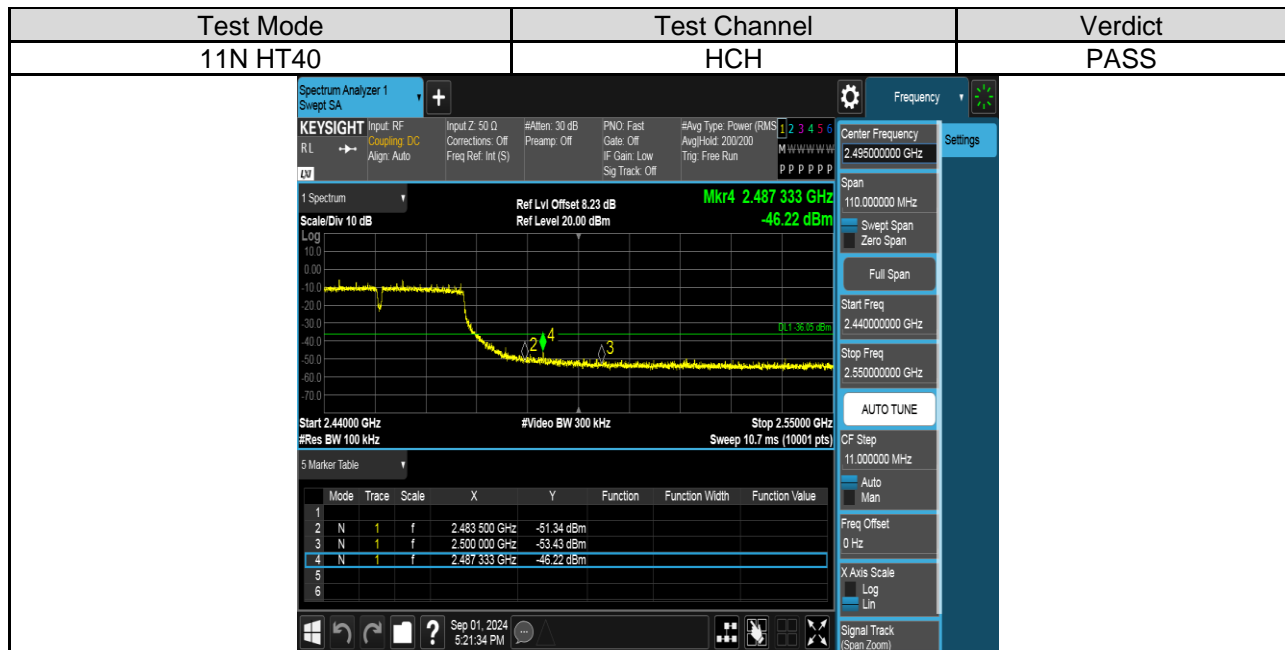 Test Mode Test Channel Verdict
11N HT40 HCH PASS
Spectrum Analyzer 1
Swept SA
+
Frequency
KEYSIGHT Input: RF Input Z: 50 Ω #Atten: 30 dB PNO: Fast #Avg Type: Power (RMS 1 2 3 4 5 6
Coupling: DC Corrections: Off Preamp: Off Gate: Off Avg|Hold: 200/200 M W W W W W
RL Align: Auto Freq Ref: Int (S) IF Gain: Low Trig: Free Run
LXI Sig Track: Off P P P P P P
1 Spectrum
Scale/Div 10 dB
Ref Lvl Offset 8.23 dB
Ref Level 20.00 dBm
Mkr4 2.487 333 GHz
-46.22 dBm
Log
10.0
0.00
-10.0
-20.0
-30.0
-40.0
-50.0
-60.0
-70.0
DL1 -36.05 dBm
2 4 3
Start 2.44000 GHz #Video BW 300 kHz Stop 2.55000 GHz
#Res BW 100 kHz Sweep 10.7 ms (10001 pts)
5 Marker Table
Mode Trace Scale X Y Function Function Width Function Value
1
2 N 1 f 2.483 500 GHz -51.34 dBm
3 N 1 f 2.500 000 GHz -53.43 dBm
4 N 1 f 2.487 333 GHz -46.22 dBm
5
6
?
Sep 01, 2024
5:21:34 PM
Center Frequency
2.495000000 GHz
Settings
Span
110.000000 MHz
Swept Span
Zero Span
Full Span
Start Freq
2.440000000 GHz
Stop Freq
2.550000000 GHz
AUTO TUNE
CF Step
11.000000 MHz
Auto
Man
Freq Offset
0 Hz
X Axis Scale
Log
Lin
Signal Track
(Span Zoom)